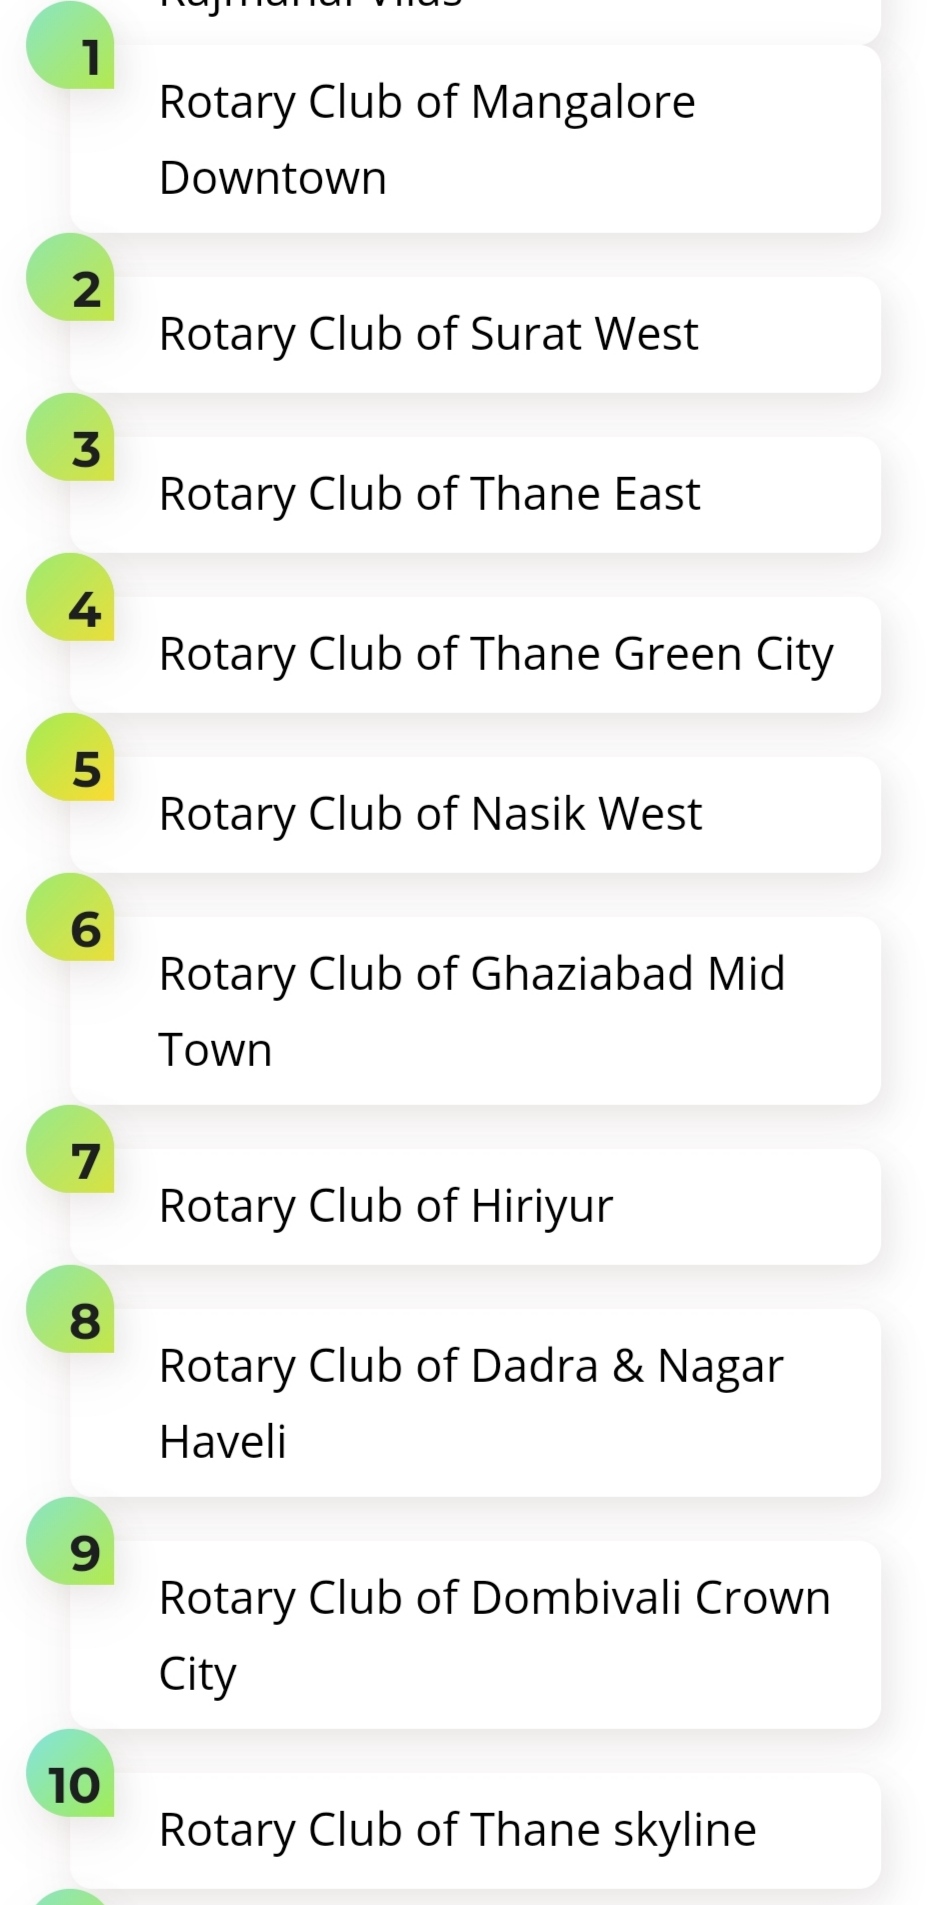 Rajmahal Vilas
1
Rotary Club of Mangalore
Downtown
2
Rotary Club of Surat West
3
Rotary Club of Thane East
4
Rotary Club of Thane Green City
5
Rotary Club of Nasik West
6
Rotary Club of Ghaziabad Mid
Town
7
Rotary Club of Hiriyur
8
Rotary Club of Dadra & Nagar
Haveli
9
Rotary Club of Dombivali Crown
City
10
Rotary Club of Thane skyline